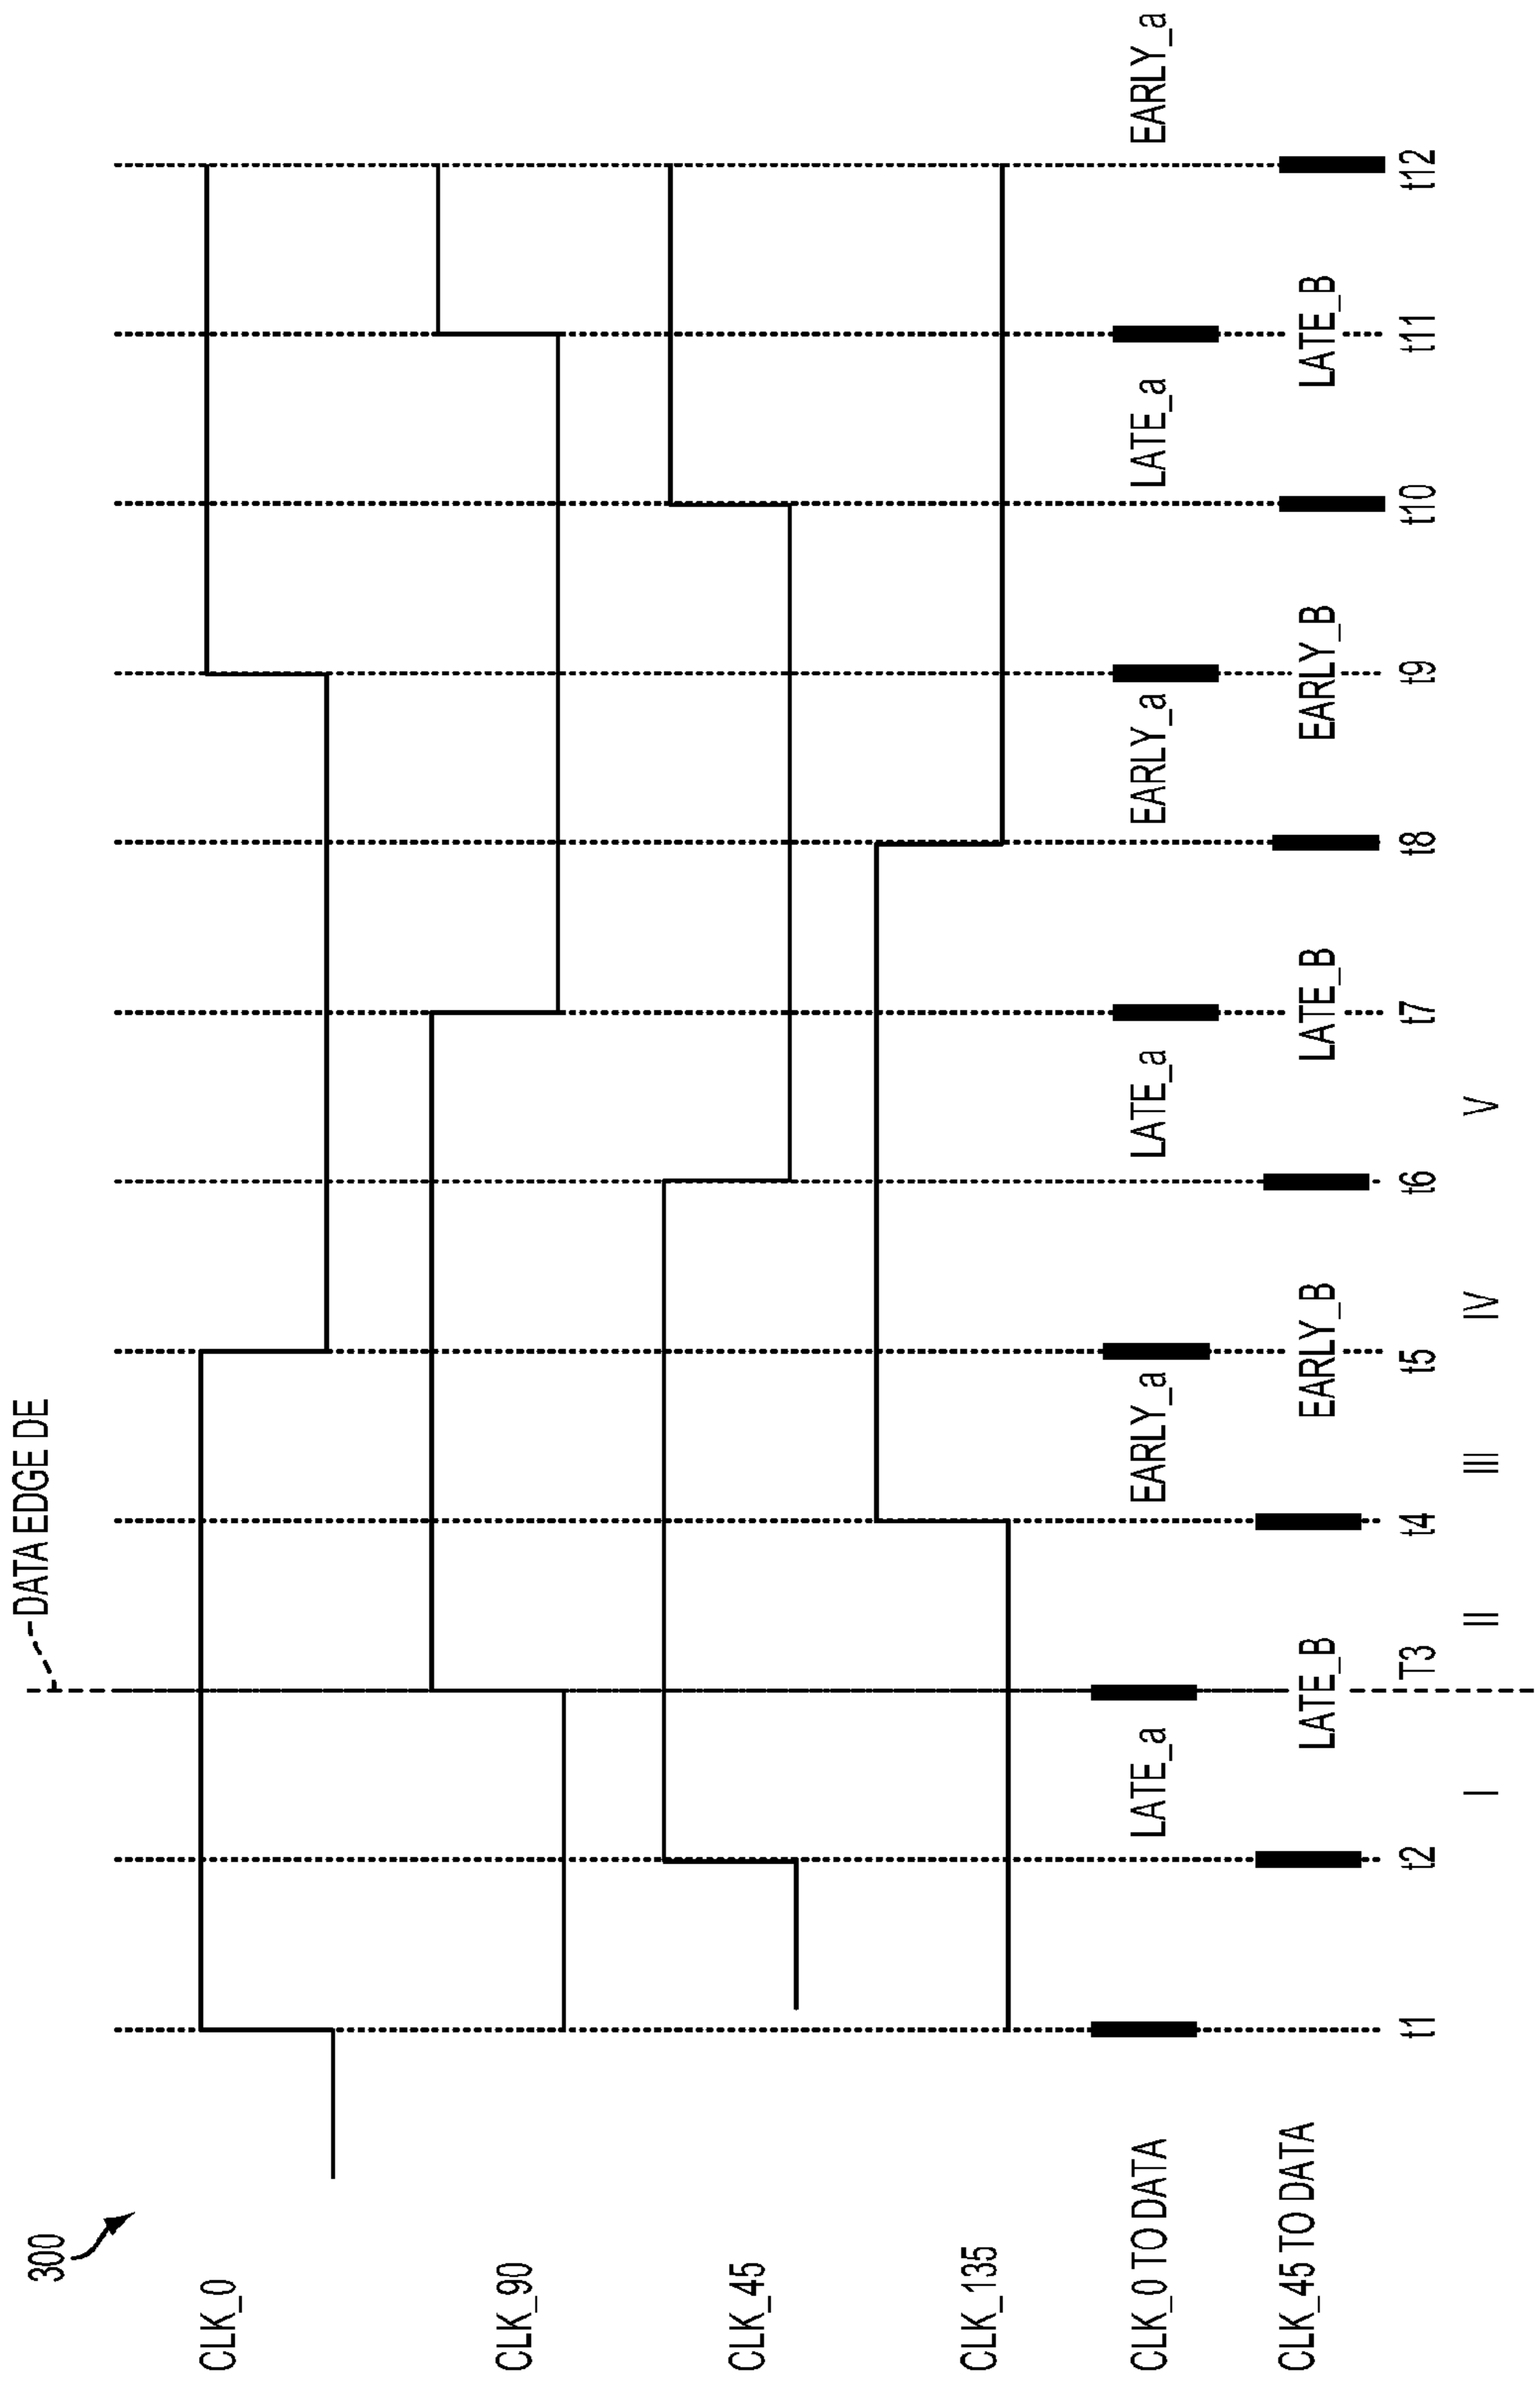 300
DATA EDGE DE
CLK_0
CLK_90
CLK_45
CLK_135
CLK_0 TO DATA
LATE_a
EARLY_a
LATE_a
EARLY_a
LATE_a
EARLY_a
CLK_45 TO DATA
LATE_B
EARLY_B
LATE_B
EARLY_B
LATE_B
t1
t2
T3
t4
t5
t6
t7
t8
t9
t10
t11
t12
I
II
III
IV
V